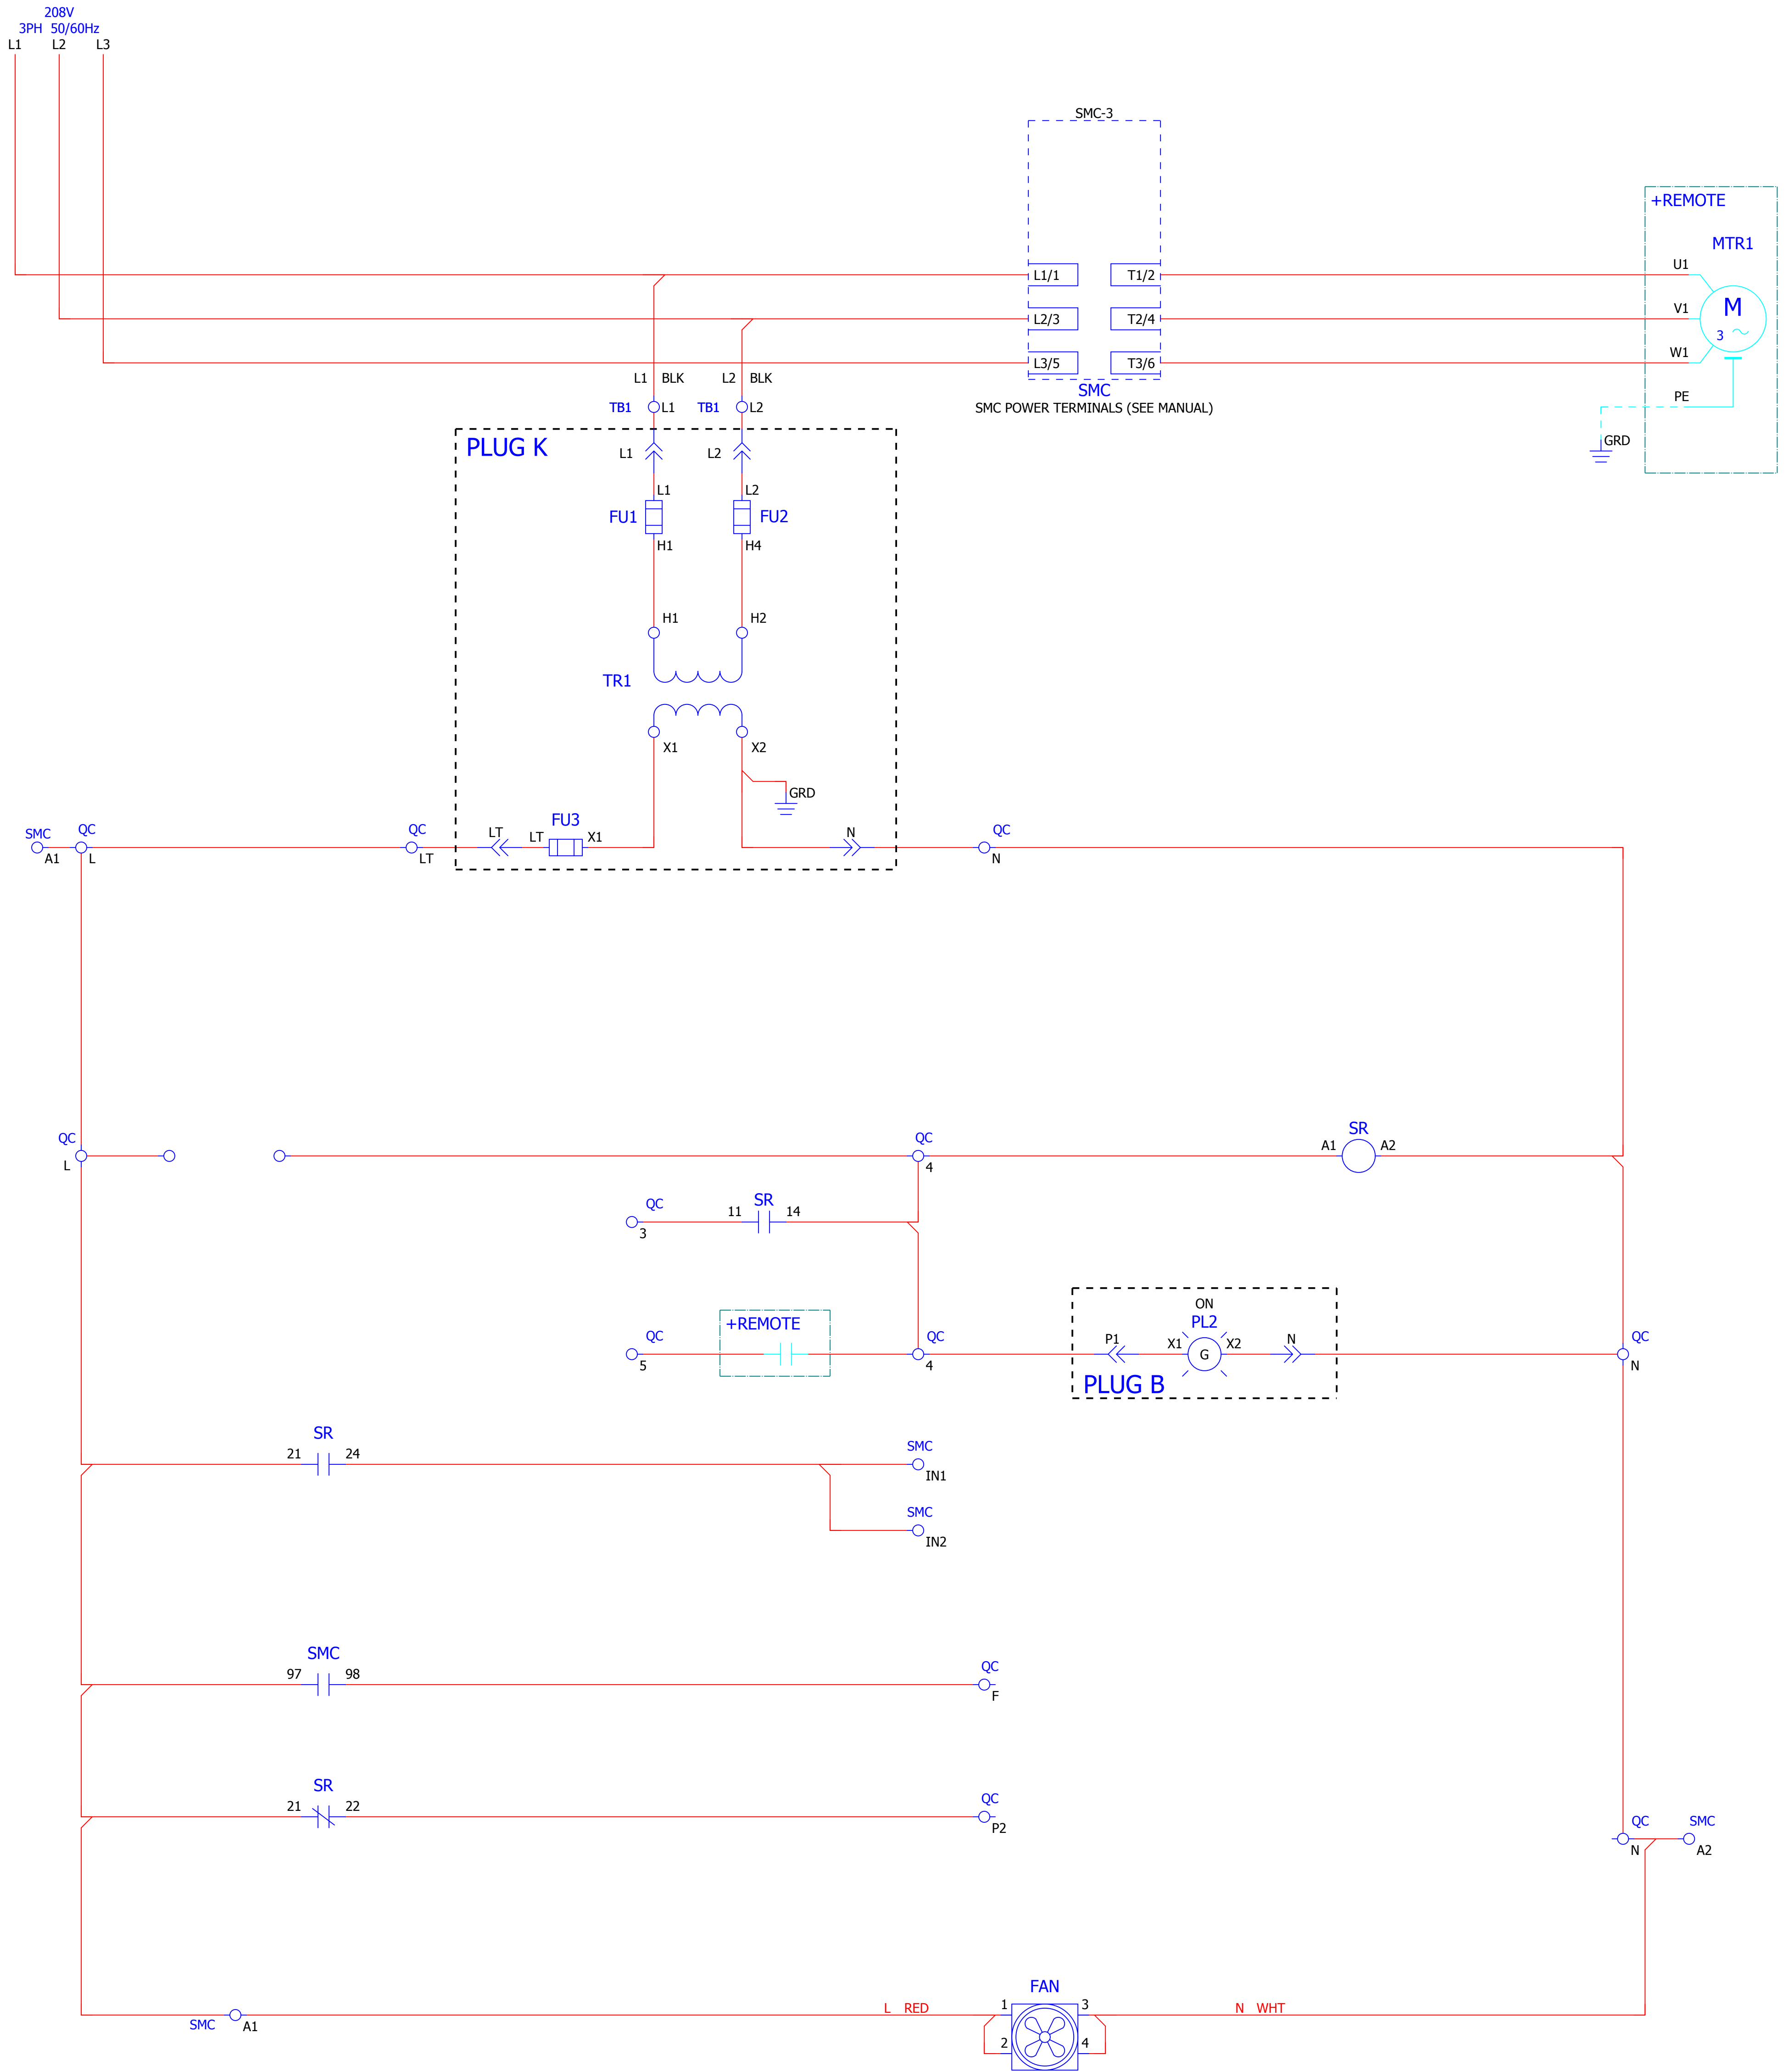 208V
3PH 50/60Hz
L1 L2 L3
SMC-3
+REMOTE
MTR1
U1
L1/1 T1/2
V1 M
L2/3 T2/4
3
W1
L3/5 T3/6
L1 BLK L2 BLK
SMC
SMC POWER TERMINALS (SEE MANUAL)
PE
TB1 L1 TB1 L2
GRD
PLUG K
L1 L2
L1 L2
FU1 FU2
H1 H4
H1 H2
TR1
X1 X2
GRD
SMC QC QC FU3 QC
LT LT X1 N
A1 L LT N
QC QC SR
A1 A2
L 4
QC SR
11 14
3
ON
+REMOTE PL2
QC QC P1 X1 X2 N QC
G
5 4 N
PLUG B
SR
21 24 SMC
IN1
SMC
IN2
SMC
97 98 QC
F
SR
21 22 QC
P2
QC SMC
N A2
FAN
L RED 1 3 N WHT
SMC A1
2 4